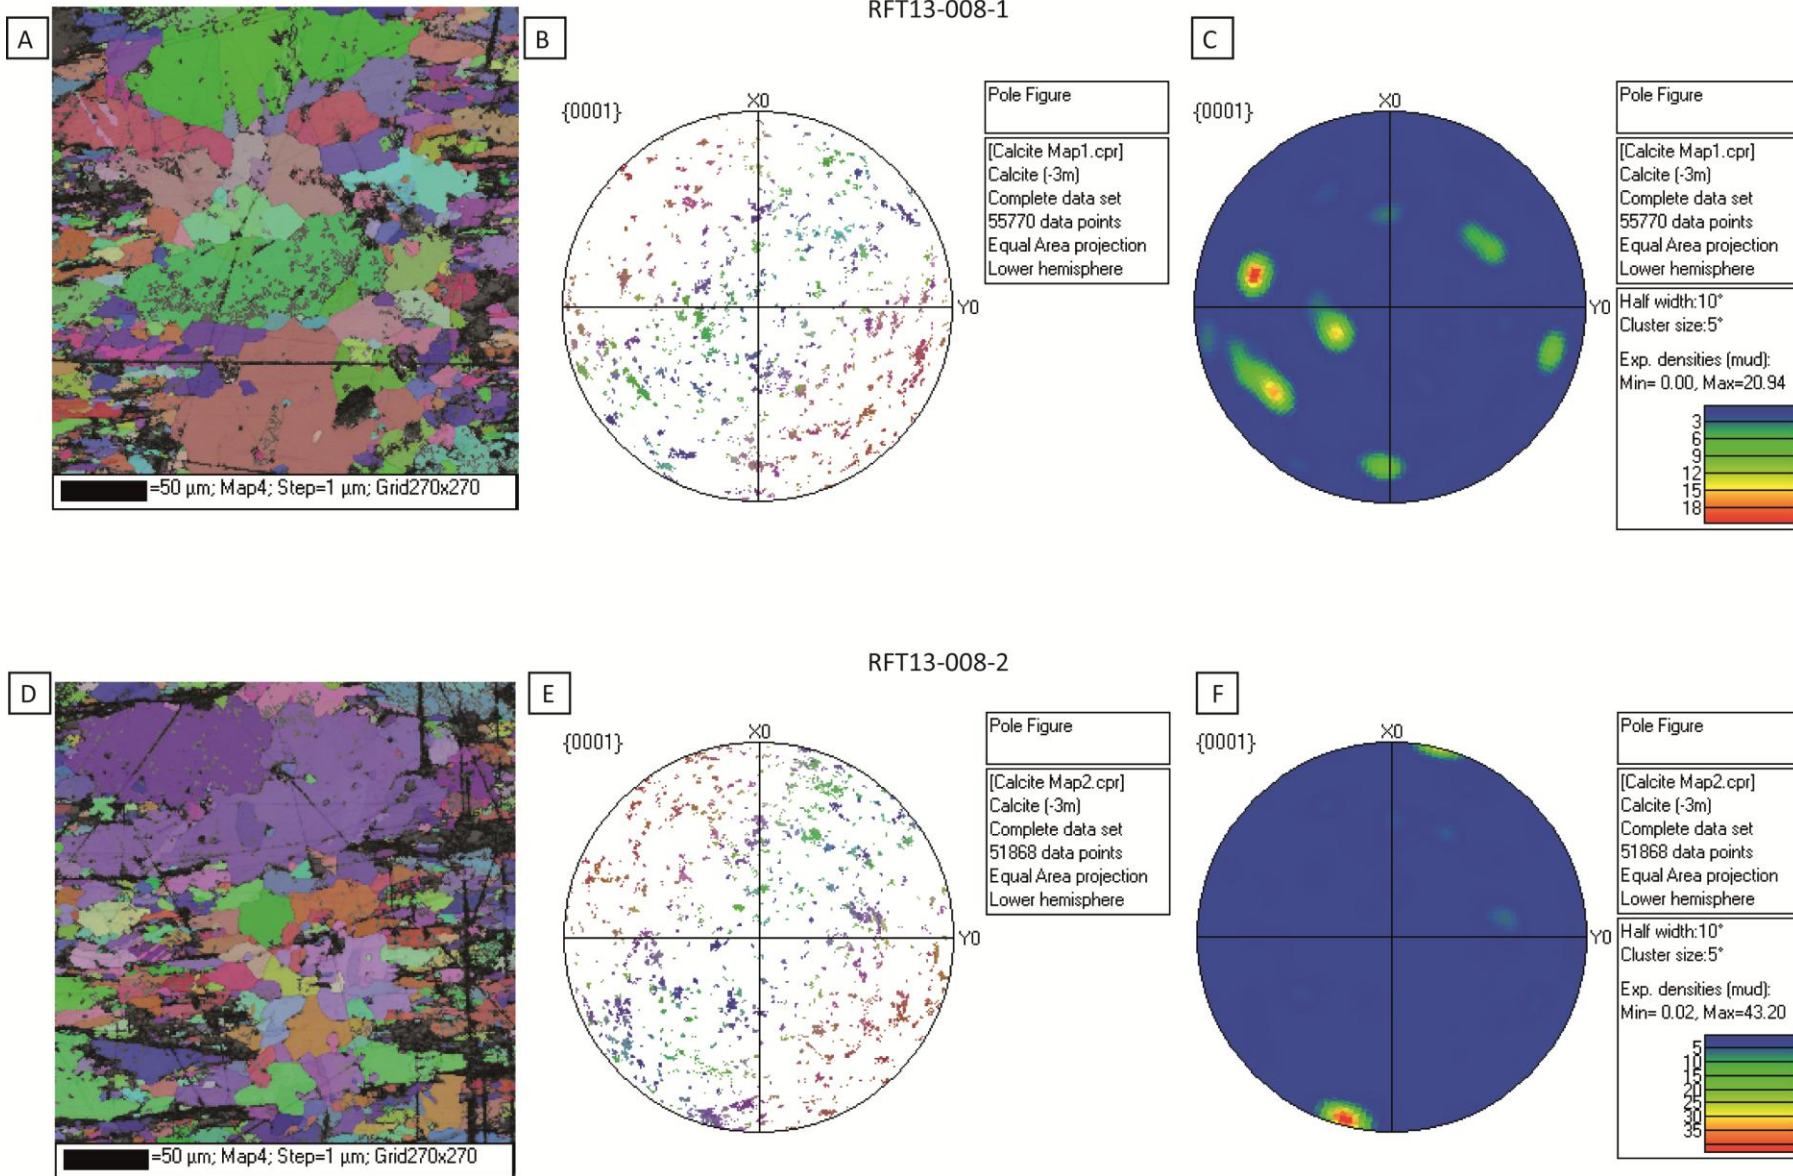 RFT13-008-1
A
B
C
=50 µm; Map4; Step=1 µm; Grid270x270
{0001}
X0
Y0
Pole Figure
[Calcite Map1.cpr]
Calcite (-3m)
Complete data set
55770 data points
Equal Area projection
Lower hemisphere
{0001}
X0
Y0
Pole Figure
[Calcite Map1.cpr]
Calcite (-3m)
Complete data set
55770 data points
Equal Area projection
Lower hemisphere
Half width:10°
Cluster size:5°
Exp. densities (mud):
Min= 0.00, Max=20.94
3
6
9
12
15
18
RFT13-008-2
D
E
F
=50 µm; Map4; Step=1 µm; Grid270x270
{0001}
X0
Y0
Pole Figure
[Calcite Map2.cpr]
Calcite (-3m)
Complete data set
51868 data points
Equal Area projection
Lower hemisphere
{0001}
X0
Y0
Pole Figure
[Calcite Map2.cpr]
Calcite (-3m)
Complete data set
51868 data points
Equal Area projection
Lower hemisphere
Half width:10°
Cluster size:5°
Exp. densities (mud):
Min= 0.02, Max=43.20
5
10
15
20
25
30
35